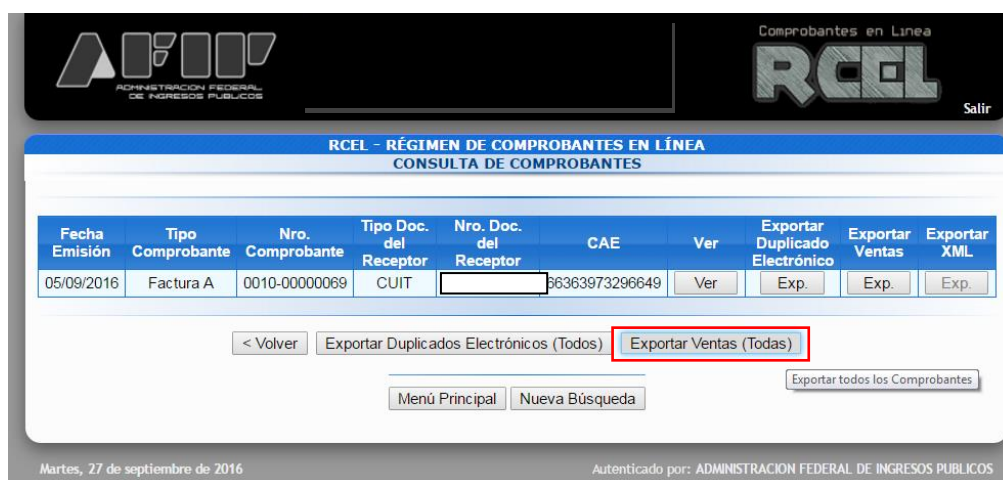 AFIP
ADMINISTRACION FEDERAL
DE INGRESOS PUBLICOS
Comprobantes en Línea
RCEL
Salir
RCEL - RÉGIMEN DE COMPROBANTES EN LÍNEA
CONSULTA DE COMPROBANTES
Fecha Emisión Tipo Comprobante Nro. Comprobante Tipo Doc. del Receptor Nro. Doc. del Receptor CAE Ver Exportar Duplicado Electrónico Exportar Ventas Exportar XML
05/09/2016 Factura A 0010-00000069 CUIT 66363973296649 Ver Exp. Exp. Exp.
< Volver Exportar Duplicados Electrónicos (Todos) Exportar Ventas (Todas)
Exportar todos los Comprobantes
Menú Principal Nueva Búsqueda
Martes, 27 de septiembre de 2016 Autenticado por: ADMINISTRACION FEDERAL DE INGRESOS PUBLICOS